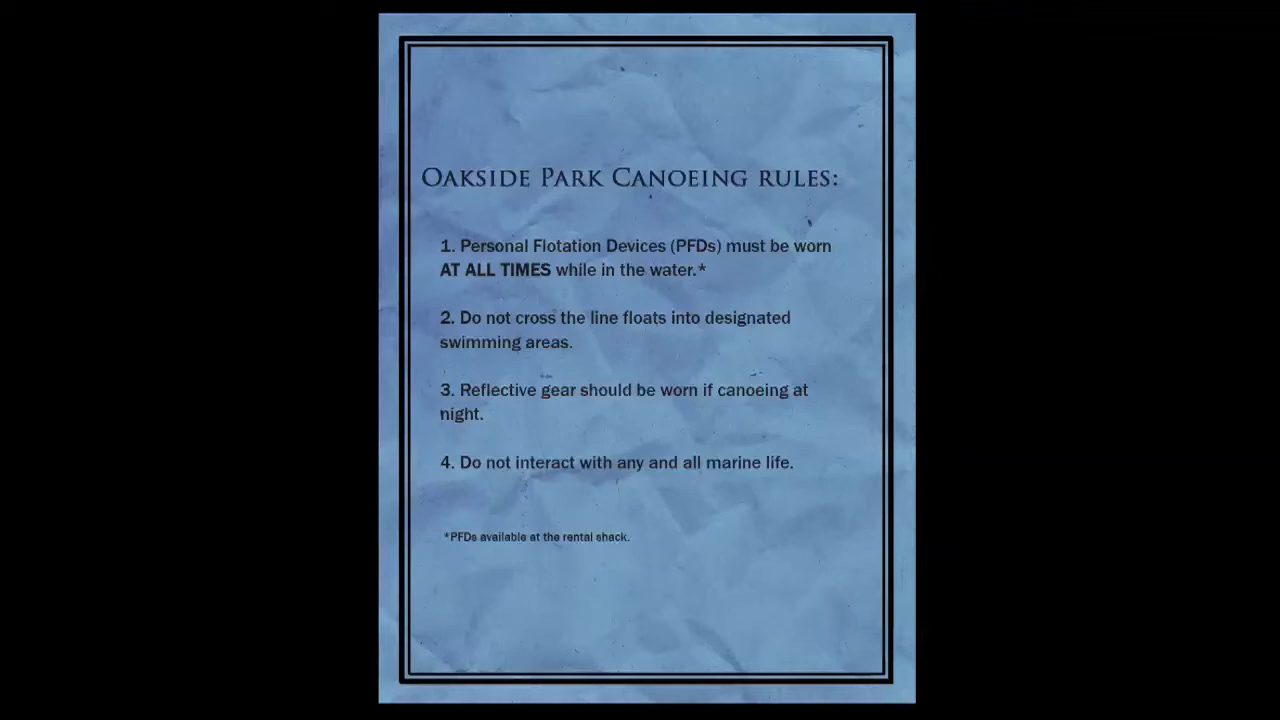 Oakside Park Canoeing rules:
1. Personal Flotation Devices (PFDs) must be worn
AT ALL TIMES while in the water.*
2. Do not cross the line floats into designated
swimming areas.
3. Reflective gear should be worn if canoeing at
night.
4. Do not interact with any and all marine life.
*PFDs available at the rental shack.